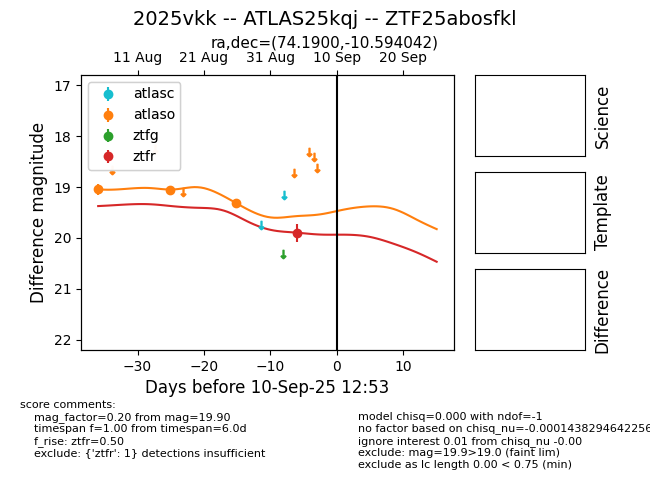 2025vkk -- ATLAS25kqj -- ZTF25abosfkl
ra,dec=(74.1900,-10.594042)
11 Aug 21 Aug 31 Aug 10 Sep 20 Sep
atlasc
atlaso
ztfg
ztfr
17
18
19
20
21
22
Difference magnitude
−30 −20 −10 0 10
Days before 10-Sep-25 12:53
Science
Template
Difference
score comments:
mag_factor=0.20 from mag=19.90
timespan f=1.00 from timespan=6.0d
f_rise: ztfr=0.50
exclude: {'ztfr': 1} detections insufficient
model chisq=0.000 with ndof=-1
no factor based on chisq_nu=-0.0001438294642256
ignore interest 0.01 from chisq_nu -0.00
exclude: mag=19.9>19.0 (faint lim)
exclude as lc length 0.00 < 0.75 (min)